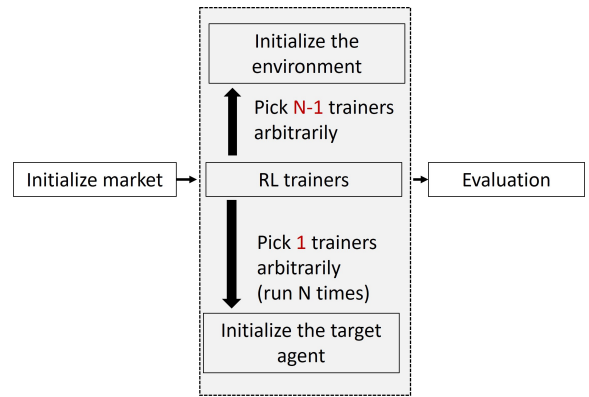 Initialize the
environment
Pick N-1 trainers
arbitrarily
Initialize market
RL trainers
Evaluation
Pick 1 trainers
arbitrarily
(run N times)
Initialize the target
agent